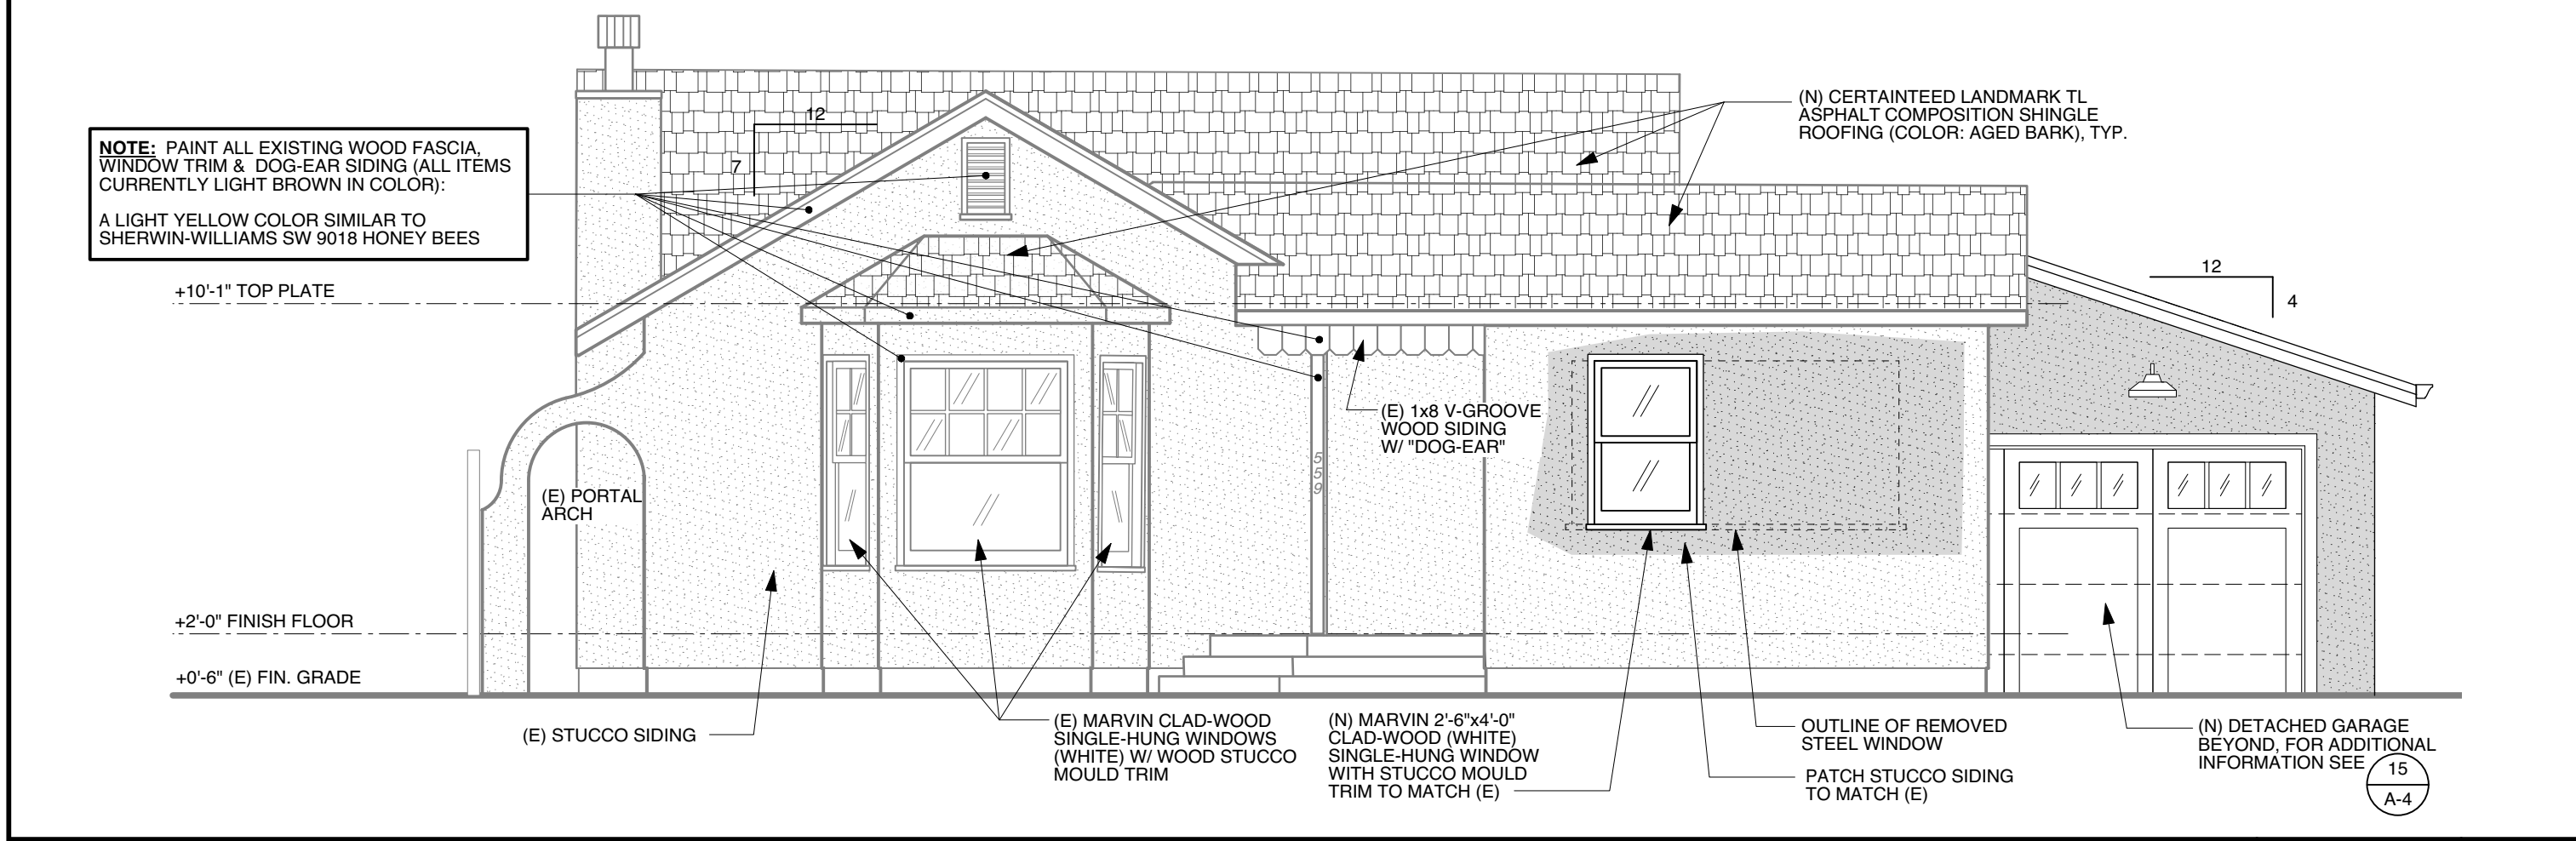 12
7
NOTE: PAINT ALL EXISTING WOOD FASCIA,
WINDOW TRIM & DOG-EAR SIDING (ALL ITEMS
CURRENTLY LIGHT BROWN IN COLOR):
A LIGHT YELLOW COLOR SIMILAR TO
SHERWIN-WILLIAMS SW 9018 HONEY BEES
(N) CERTAINTEED LANDMARK TL
ASPHALT COMPOSITION SHINGLE
ROOFING (COLOR: AGED BARK), TYP.
12
4
+10'-1" TOP PLATE
(E) 1x8 V-GROOVE
WOOD SIDING
W/ "DOG-EAR"
5
5
9
(E) PORTAL
ARCH
+2'-0" FINISH FLOOR
+0'-6" (E) FIN. GRADE
(E) STUCCO SIDING
(E) MARVIN CLAD-WOOD
SINGLE-HUNG WINDOWS
(WHITE) W/ WOOD STUCCO
MOULD TRIM
(N) MARVIN 2'-6"x4'-0"
CLAD-WOOD (WHITE)
SINGLE-HUNG WINDOW
WITH STUCCO MOULD
TRIM TO MATCH (E)
OUTLINE OF REMOVED
STEEL WINDOW
PATCH STUCCO SIDING
TO MATCH (E)
(N) DETACHED GARAGE
BEYOND, FOR ADDITIONAL
INFORMATION SEE
15
A-4